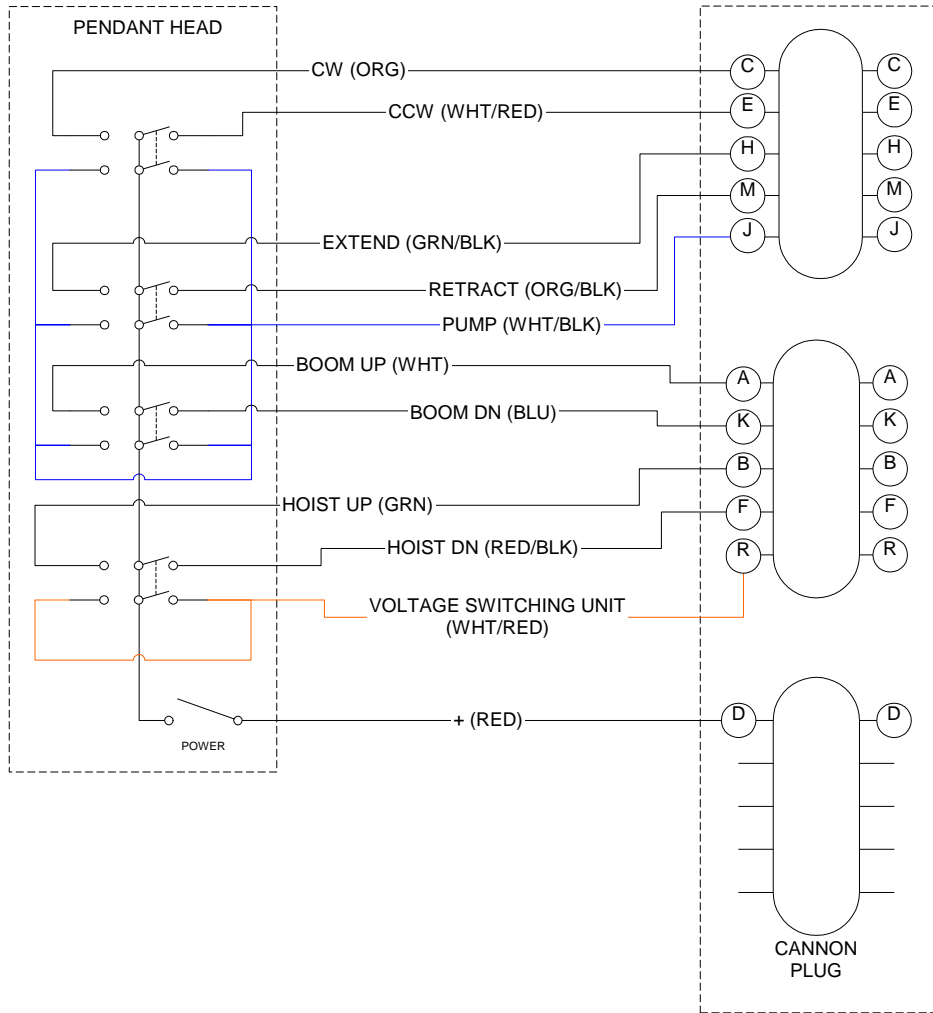 PENDANT HEAD
CW (ORG)
C
C
CCW (WHT/RED)
E
E
H
H
M
M
EXTEND (GRN/BLK)
J
J
RETRACT (ORG/BLK)
PUMP (WHT/BLK)
BOOM UP (WHT)
A
A
BOOM DN (BLU)
K
K
B
B
HOIST UP (GRN)
F
F
HOIST DN (RED/BLK)
R
R
VOLTAGE SWITCHING UNIT
(WHT/RED)
+ (RED)
D
D
POWER
CANNON
PLUG